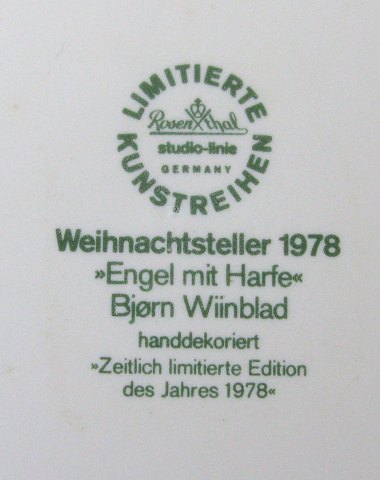 LIMITIERTE
Rosenthal
studio-linie
GERMANY
KUNSTREIHEN
Weihnachtsteller 1978
»Engel mit Harfe«
Bjørn Wiinblad
handdekoriert
»Zeitlich limitierte Edition
des Jahres 1978«